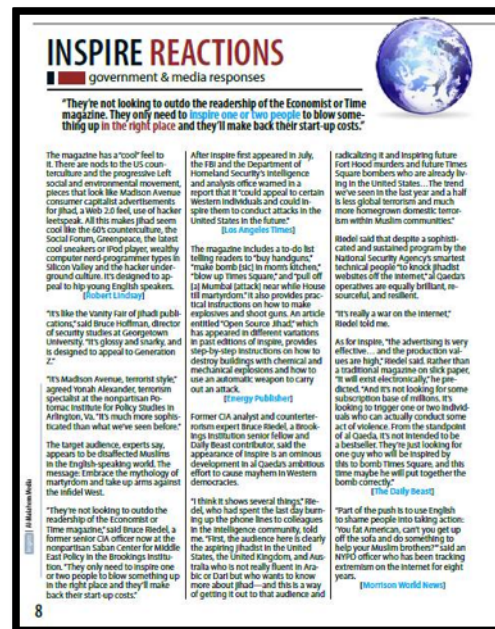 INSPIRE REACTIONS
government & media responses
"They're not looking to outdo the readership of the Economist or Time
magazine. They only need to inspire one or two people to blow some-
thing up in the right place and they'll make back their start-up costs."
The magazine has a "cool" feel to
it. There are nods to the US coun-
terculture and the progressive Left
social and environmental movement,
pieces that look like Madison Avenue
consumer capitalist advertisements
for jihad, a Web 2.0 feel, use of hacker
leetspeak. All this makes jihad seem
cool like the 60's counterculture, the
Social Forum, Greenpeace, the latest
cool sneakers or iPod player, wealthy
computer nerd-programmer types in
Silicon Valley and the hacker under-
ground culture. It's designed to ap-
peal to hip young English speakers.
[Robert Lindsay]
"It's like the Vanity Fair of jihadi publi-
cations," said Bruce Hoffman, director
of security studies at Georgetown
University. "It's glossy and snarky, and
is designed to appeal to Generation
Z."
"It's Madison Avenue, terrorist style,"
agreed Yonah Alexander, terrorism
specialist at the nonpartisan Po-
tomac Institute for Policy Studies in
Arlington, Va. "It's much more sophis-
ticated than what we've seen before."
The target audience, experts say,
appears to be disaffected Muslims
in the English-speaking world. The
message: Embrace the mythology of
martyrdom and take up arms against
the infidel West.
"They're not looking to outdo the
readership of the Economist or
Time magazine," said Bruce Riedel, a
former senior CIA officer now at the
nonpartisan Saban Center for Middle
East Policy in the Brookings Institu-
tion. "They only need to inspire one
or two people to blow something up
in the right place and they'll make
back their start-up costs."
After Inspire first appeared in July,
the FBI and the Department of
Homeland Security's intelligence
and analysis office warned in a
report that it "could appeal to certain
Western individuals and could in-
spire them to conduct attacks in the
United States in the future."
[Los Angeles Times]
The magazine includes a to-do list
telling readers to "buy handguns,"
"make bomb [sic] in mom's kitchen,"
"blow up Times Square," and "pull off
[a] Mumbai [attack] near while House
till martyrdom." It also provides prac-
tical instructions on how to make
explosives and shoot guns. An article
entitled "Open Source Jihad," which
has appeared in different variations
in past editions of Inspire, provides
step-by-step instructions on how to
destroy buildings with chemical and
mechanical explosions and how to
use an automatic weapon to carry
out an attack.
[Energy Publisher]
Former CIA analyst and counterter-
rorism expert Bruce Riedel, a Brook-
ings Institution senior fellow and
Daily Beast contributor, said the
appearance of Inspire is an ominous
development in al Qaeda's ambitious
effort to cause mayhem in Western
democracies.
"I think it shows several things," Rie-
del, who had spent the last day burn-
ing up the phone lines to colleagues
in the intelligence community, told
me. "First, the audience here is clearly
the aspiring jihadist in the United
States, the United Kingdom, and Aus-
tralia who is not really fluent in Ara-
bic or Dari but who wants to know
more about jihad—and this is a way
of getting it out to that audience and
radicalizing it and inspiring future
Fort Hood murders and future Times
Square bombers who are already liv-
ing in the United States…The trend
we've seen in the last year and a half
is less global terrorism and much
more homegrown domestic terror-
ism within Muslim communities."
Riedel said that despite a sophisti-
cated and sustained program by the
National Security Agency's smartest
technical people "to knock jihadist
websites off the Internet," al Qaeda's
operatives are equally brilliant, re-
sourceful, and resilient.
"It's really a war on the Internet,"
Riedel told me.
As for Inspire, "the advertising is very
effective… and the production val-
ues are high," Riedel said. Rather than
a traditional magazine on slick paper,
"it will exist electronically," he pre-
dicted. "And it's not looking for some
subscription base of millions. It's
looking to trigger one or two individ-
uals who can actually conduct some
act of violence. From the standpoint
of al Qaeda, it's not intended to be
a bestseller. They're just looking for
one guy who will be inspired by
this to bomb Times Square, and this
time maybe he will put together the
bomb correctly."
[The Daily Beast]
"Part of the push is to use English
to shame people into taking action:
"You fat American, can't you get up
off the sofa and do something to
help your Muslim brothers?" said an
NYPD officer who has been tracking
extremism on the Internet for eight
years.
[Morrison World News]
Al-Malahem Media
8